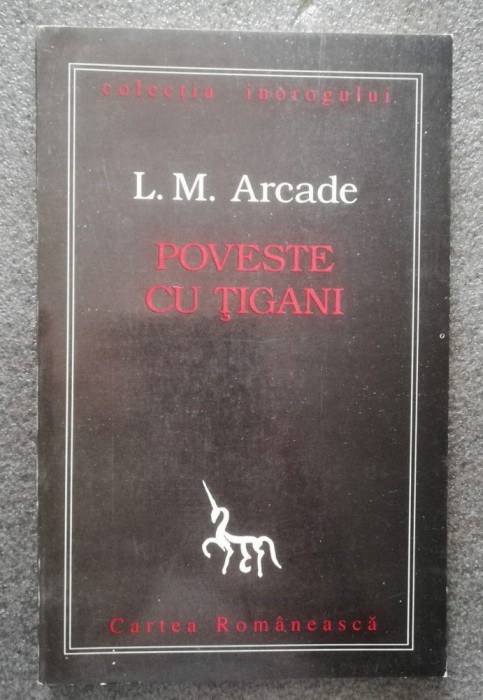 colecția inorogului
L. M. Arcade
POVESTE
CU ŢIGANI
Cartea Românească